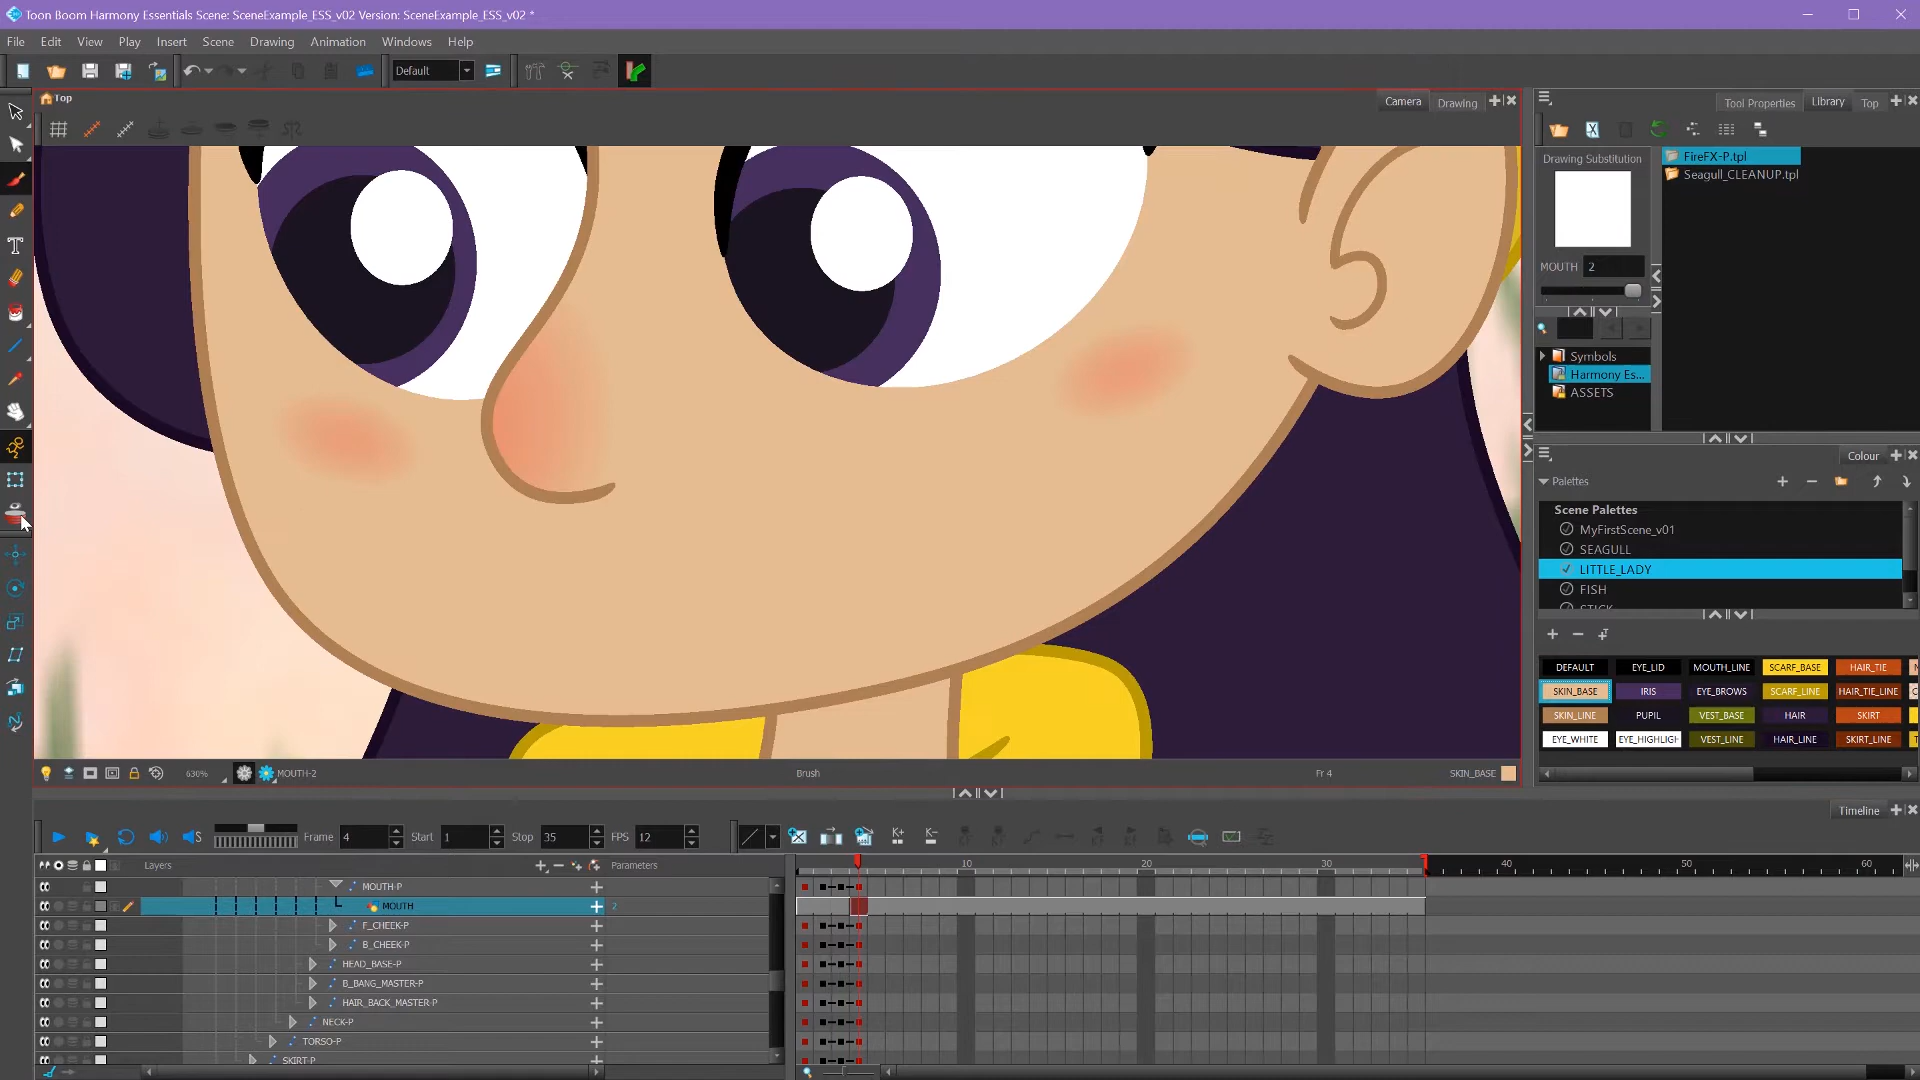 Toon Boom Harmony Essentials Scene: SceneExample_ESS_v02 Version: SceneExample_ESS_v02 *
File Edit View Play Insert Scene Drawing Animation Windows Help
Default
Top
Camera Drawing
Tool Properties Library Top
Drawing Substitution
FireFX-P.tpl
Seagull_CLEANUP.tpl
MOUTH 2
Symbols
Harmony Es...
ASSETS
Colour
Palettes
Scene Palettes
MyFirstScene_v01
SEAGULL
LITTLE_LADY
FISH
STICK
DEFAULT EYE_LID MOUTH_LINE SCARF_BASE HAIR_TIE
SKIN_BASE IRIS EYE_BROWS SCARF_LINE HAIR_TIE_LINE
SKIN_LINE PUPIL VEST_BASE HAIR SKIRT
EYE_WHITE EYE_HIGHLIGH VEST_LINE HAIR_LINE SKIRT_LINE
630% MOUTH-2 Brush Fr 4 SKIN_BASE
Timeline
Frame 4 Start 1 Stop 35 FPS 12
Layers Parameters
10 20 30 40 50 60
MOUTH-P
MOUTH 2
F_CHEEK-P
B_CHEEK-P
HEAD_BASE-P
B_BANG_MASTER-P
HAIR_BACK_MASTER-P
NECK-P
TORSO-P
SKIRT-P